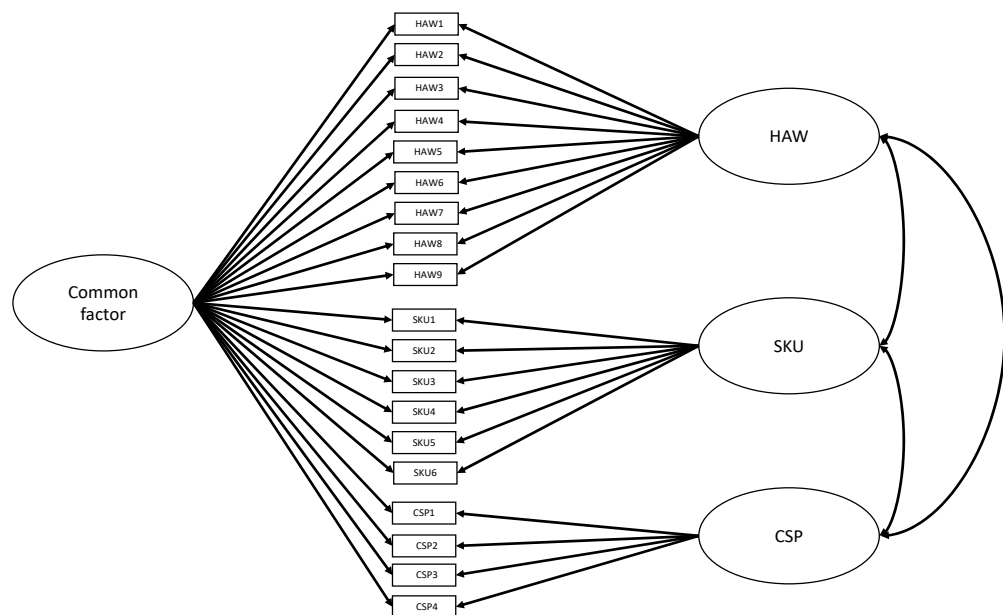 HAW1
HAW2
HAW3
HAW4
HAW5
HAW6
HAW7
HAW8
HAW9
SKU1
SKU2
SKU3
SKU4
SKU5
SKU6
CSP1
CSP2
CSP3
CSP4
Common
factor
HAW
SKU
CSP